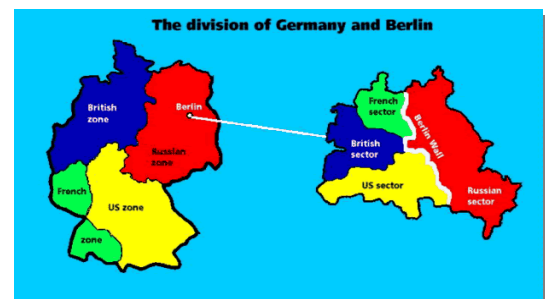 The division of Germany and Berlin
British
zone
Berlin
Russian
zone
French
zone
US zone
French
sector
Berlin Wall
British
sector
US sector
Russian
sector